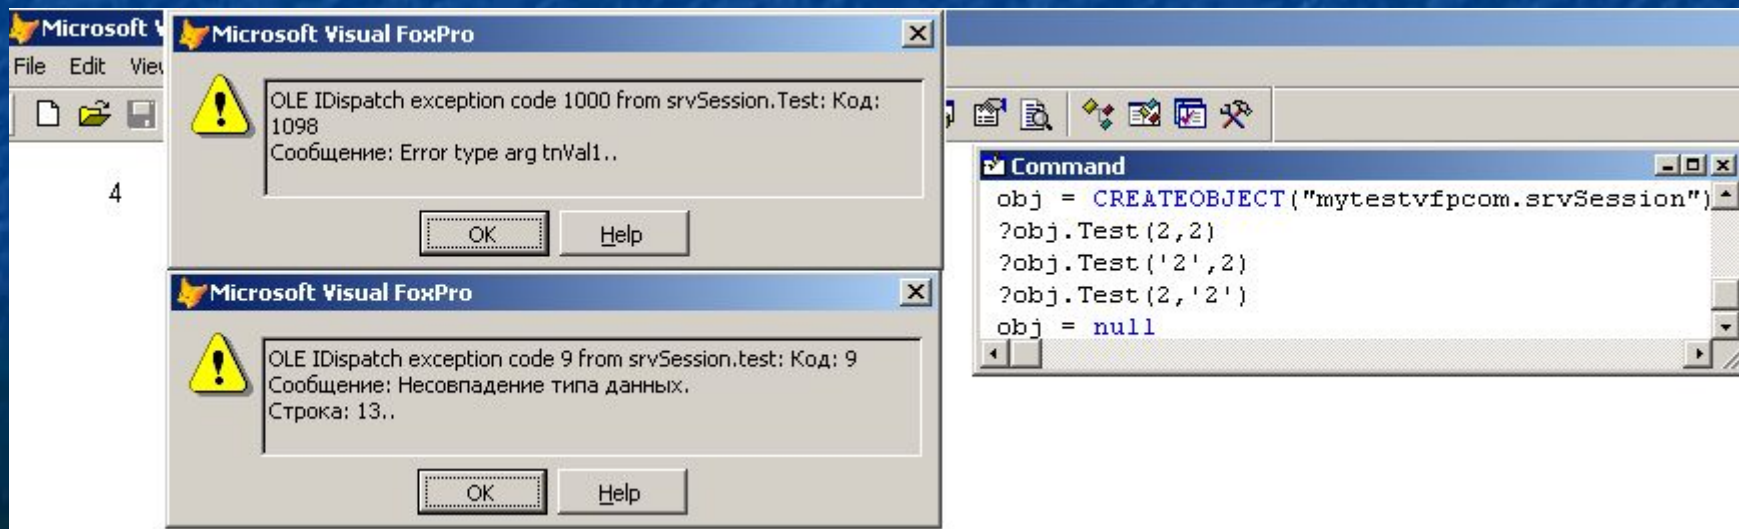 Microsoft V
File Edit Vie
4
Microsoft Visual FoxPro
OLE IDispatch exception code 1000 from srvSession.Test: Код:
1098
Сообщение: Error type arg tnVal1..
OK Help
Microsoft Visual FoxPro
OLE IDispatch exception code 9 from srvSession.test: Код: 9
Сообщение: Несовпадение типа данных.
Строка: 13..
OK Help
Command
obj = CREATEOBJECT("mytestvfpcom.srvSession")
?obj.Test(2,2)
?obj.Test('2',2)
?obj.Test(2,'2')
obj = null